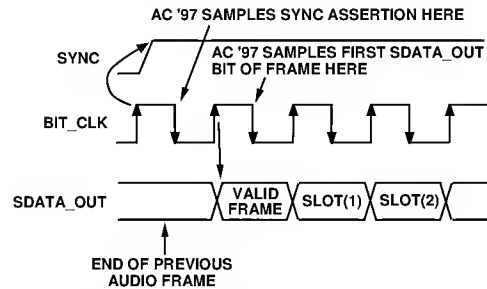 AC '97 SAMPLES SYNC ASSERTION HERE
SYNC
AC '97 SAMPLES FIRST SDATA_OUT
BIT OF FRAME HERE
BIT_CLK
SDATA_OUT
VALID
FRAME
SLOT(1)
SLOT(2)
END OF PREVIOUS
AUDIO FRAME